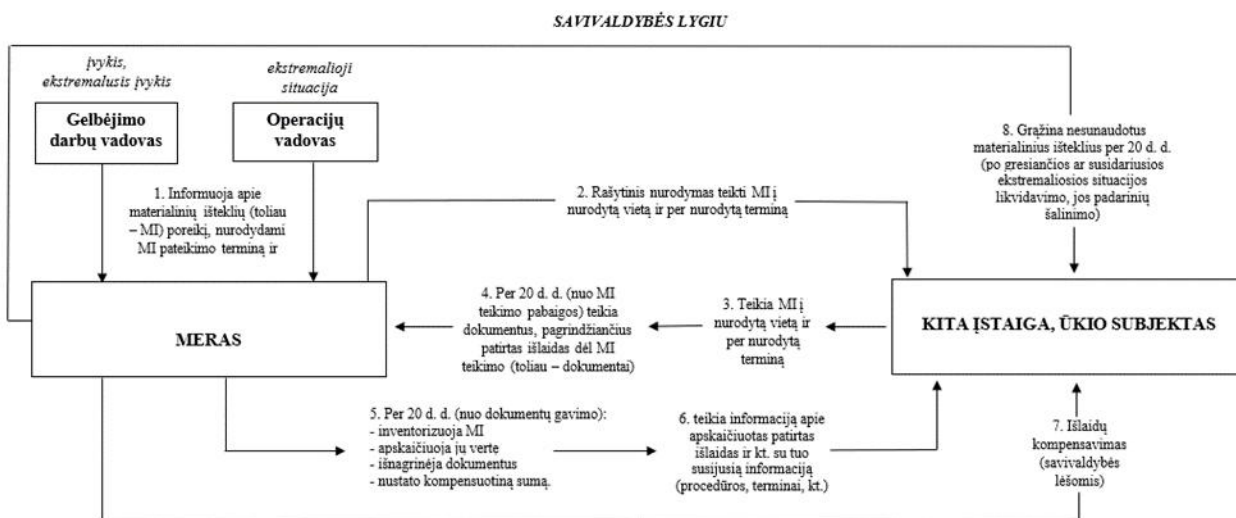 SAVIVALDYBĖS LYGIU
įvykis,
ekstremalusis įvykis
ekstremalioji
situacija
Gelbėjimo
darbų vadovas
Operacijų
vadovas
1. Informuoja apie
materialinių išteklių (toliau
– MI) poreikį, nurodydami
MI pateikimo terminą ir
2. Rašytinis nurodymas teikti MI į
nurodytą vietą ir per nurodytą terminą
8. Grąžina nesunaudotus
materialinius išteklius per 20 d. d.
(po gresiančios ar susidariusios
ekstremaliosios situacijos
likvidavimo, jos padarinių
šalinimo)
MERAS
4. Per 20 d. d. (nuo MI
teikimo pabaigos) teikia
dokumentus, pagrindžiančius
patirtas išlaidas dėl MI
teikimo (toliau – dokumentai)
3. Teikia MI į
nurodytą vietą ir
per nurodytą
terminą
KITA ĮSTAIGA, ŪKIO SUBJEKTAS
5. Per 20 d. d. (nuo dokumentų gavimo):
- inventorizuoja MI
- apskaičiuoja jų vertę
- išnagrinėja dokumentus
- nustato kompensuotiną sumą.
6. teikia informaciją apie
apskaičiuotas patirtas
išlaidas ir kt. su tuo
susijusią informaciją
(procedūros, terminai, kt.)
7. Išlaidų
kompensavimas
(savivaldybės
lėšomis)